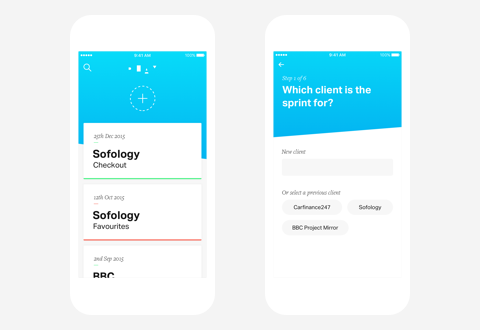 9:41 AM
100%
25th Dec 2015
Sofology
Checkout
12th Oct 2015
Sofology
Favourites
2nd Sep 2015
BBC
9:41 AM
100%
Step 1 of 6
Which client is the
sprint for?
New client
Or select a previous client
Carfinance247
Sofology
BBC Project Mirror